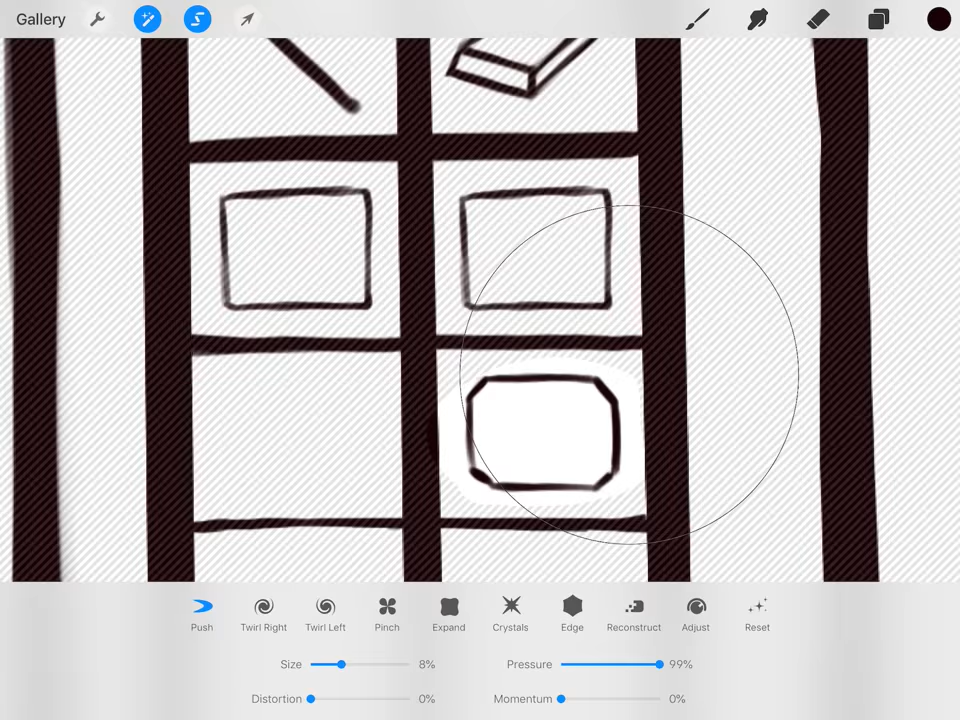 Gallery
Push Twirl Right Twirl Left Pinch Expand Crystals Edge Reconstruct Adjust Reset
Size 8% Pressure 99%
Distortion 0% Momentum 0%